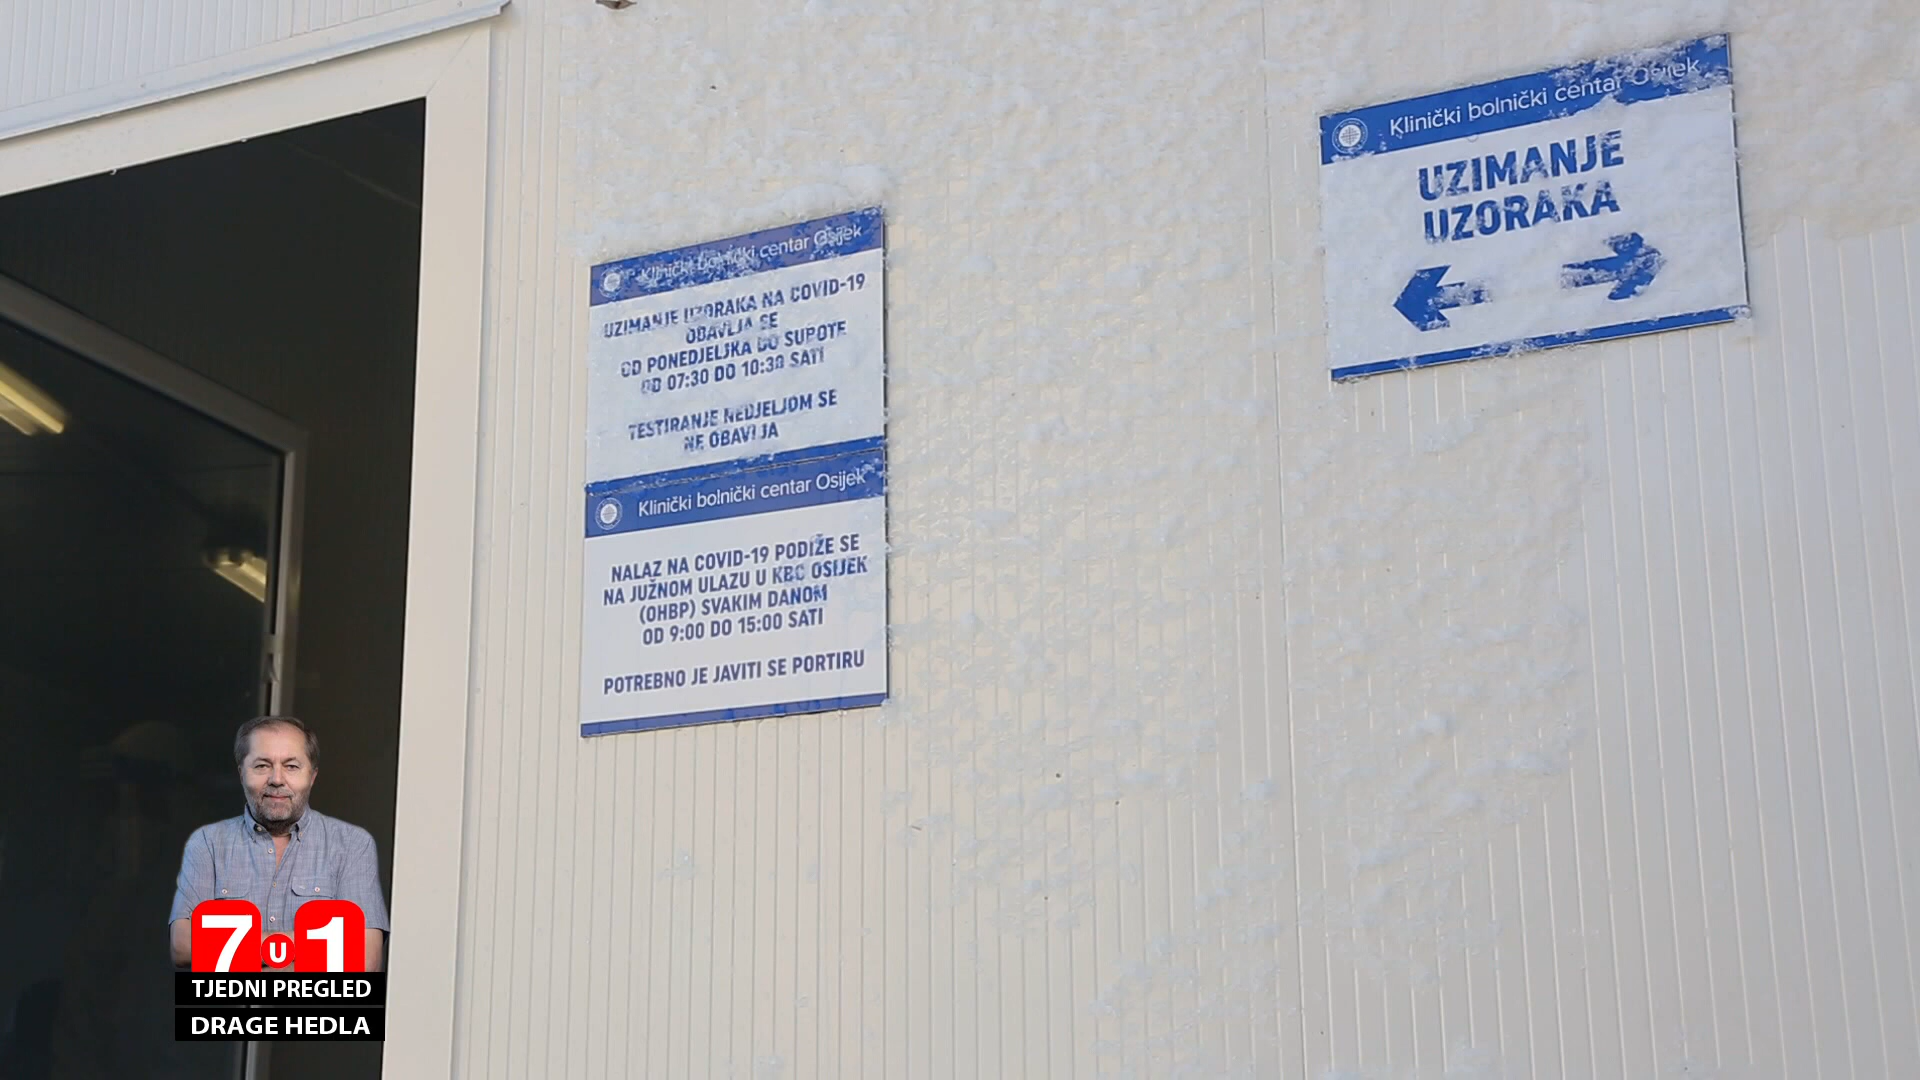 Klinički bolnički centar Osijek
UZIMANJE UZORAKA NA COVID-19
OBAVLJA SE
OD PONEDJELJKA DO SUBOTE
OD 07:30 DO 10:30 SATI
TESTIRANJE NEDJELJOM SE
NE OBAVLJA
Klinički bolnički centar Osijek
NALAZ NA COVID-19 PODIŽE SE
NA JUŽNOM ULAZU U KBC OSIJEK
(OHBP) SVAKIM DANOM
OD 9:00 DO 15:00 SATI
POTREBNO JE JAVITI SE PORTIRU
Klinički bolnički centar Osijek
UZIMANJE
UZORAKA
7 u 1
TJEDNI PREGLED
DRAGE HEDLA